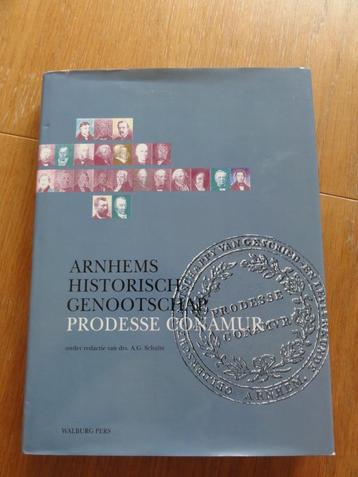 ARNHEMS
HISTORISCH
GENOOTSCHAP
PRODESSE CONAMUR
onder redactie van drs. A.G. Schulte
PRODESSE
CONAMUR
ARNHEM.
WALBURG PERS